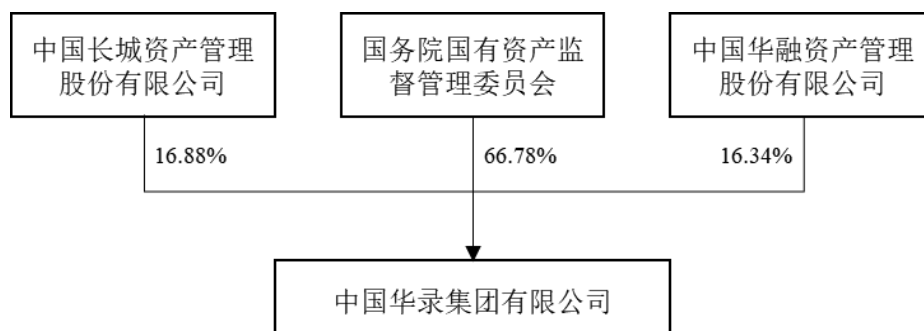 中国长城资产管理
股份有限公司
国务院国有资产监
督管理委员会
中国华融资产管理
股份有限公司
16.88%
66.78%
16.34%
中国华录集团有限公司